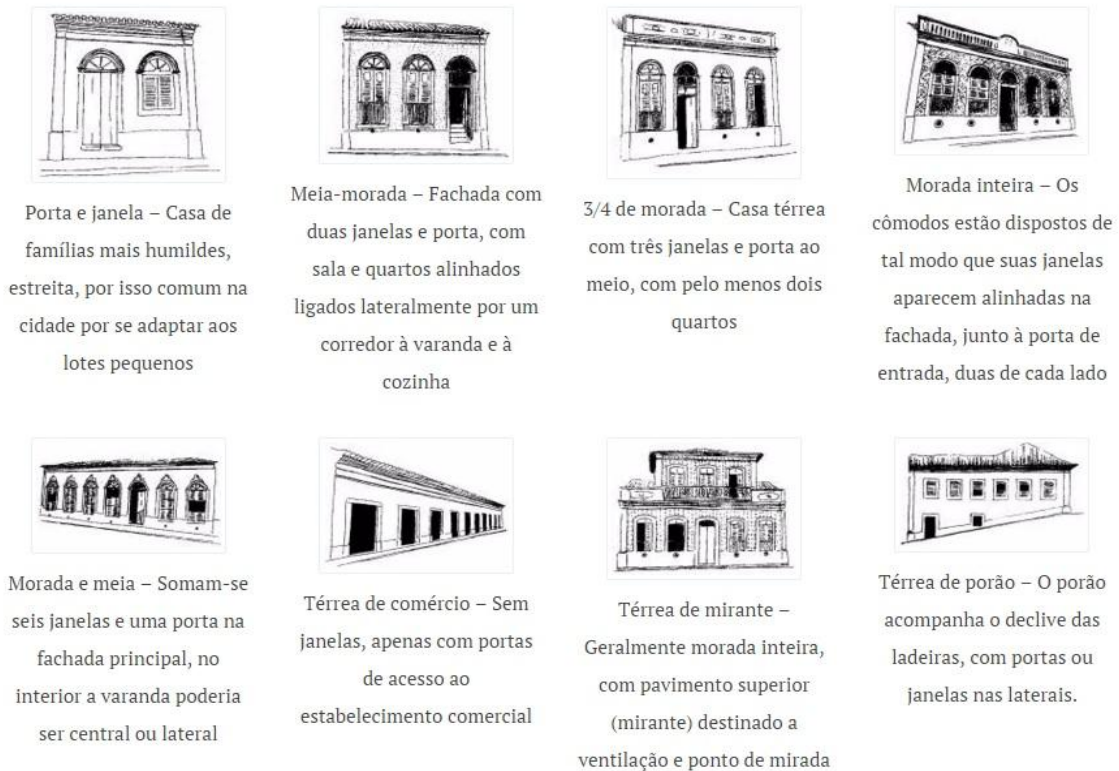 Porta e janela – Casa de
famílias mais humildes,
estreita, por isso comum na
cidade por se adaptar aos
lotes pequenos
Meia-morada – Fachada com
duas janelas e porta, com
sala e quartos alinhados
ligados lateralmente por um
corredor à varanda e à
cozinha
3/4 de morada – Casa térrea
com três janelas e porta ao
meio, com pelo menos dois
quartos
Morada inteira – Os
cômodos estão dispostos de
tal modo que suas janelas
aparecem alinhadas na
fachada, junto à porta de
entrada, duas de cada lado
Morada e meia – Somam-se
seis janelas e uma porta na
fachada principal, no
interior a varanda poderia
ser central ou lateral
Térrea de comércio – Sem
janelas, apenas com portas
de acesso ao
estabelecimento comercial
Térrea de mirante –
Geralmente morada inteira,
com pavimento superior
(mirante) destinado a
ventilação e ponto de mirada
Térrea de porão – O porão
acompanha o declive das
ladeiras, com portas ou
janelas nas laterais.